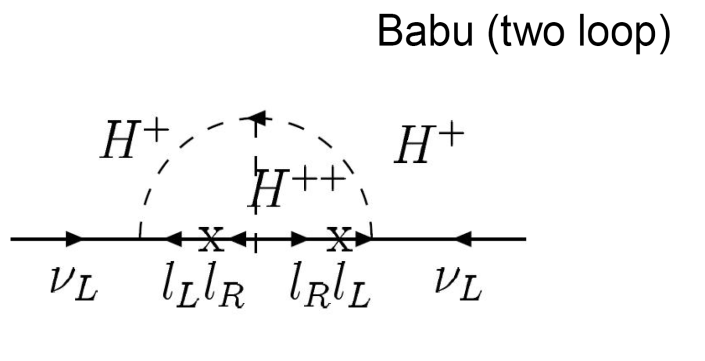 Babu (two loop)
H⁺ H⁺
H⁺⁺
x x
ν_L l_L l_R l_R l_L ν_L